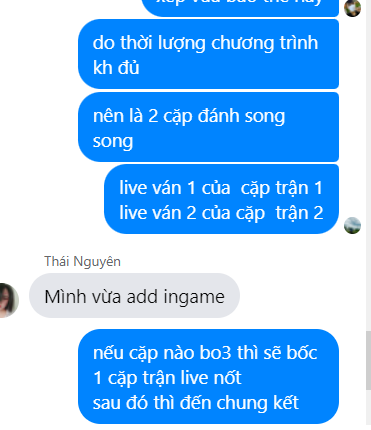 do thời lượng chương trình
kh đủ
nên là 2 cặp đánh song
song
live ván 1 của cặp trận 1
live ván 2 của cặp trận 2
Thái Nguyên
Mình vừa add ingame
nếu cặp nào bo3 thì sẽ bốc
1 cặp trận live nốt
sau đó thì đến chung kết